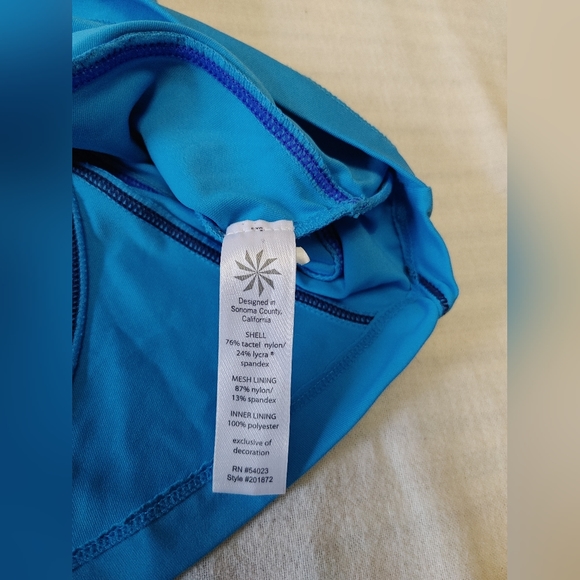 Designed in
Sonoma County,
California
SHELL
76% tactel nylon/
24% lycra®
spandex
MESH LINING
87% nylon/
13% spandex
INNER LINING
100% polyester
exclusive of
decoration
RN #54023
Style #201872